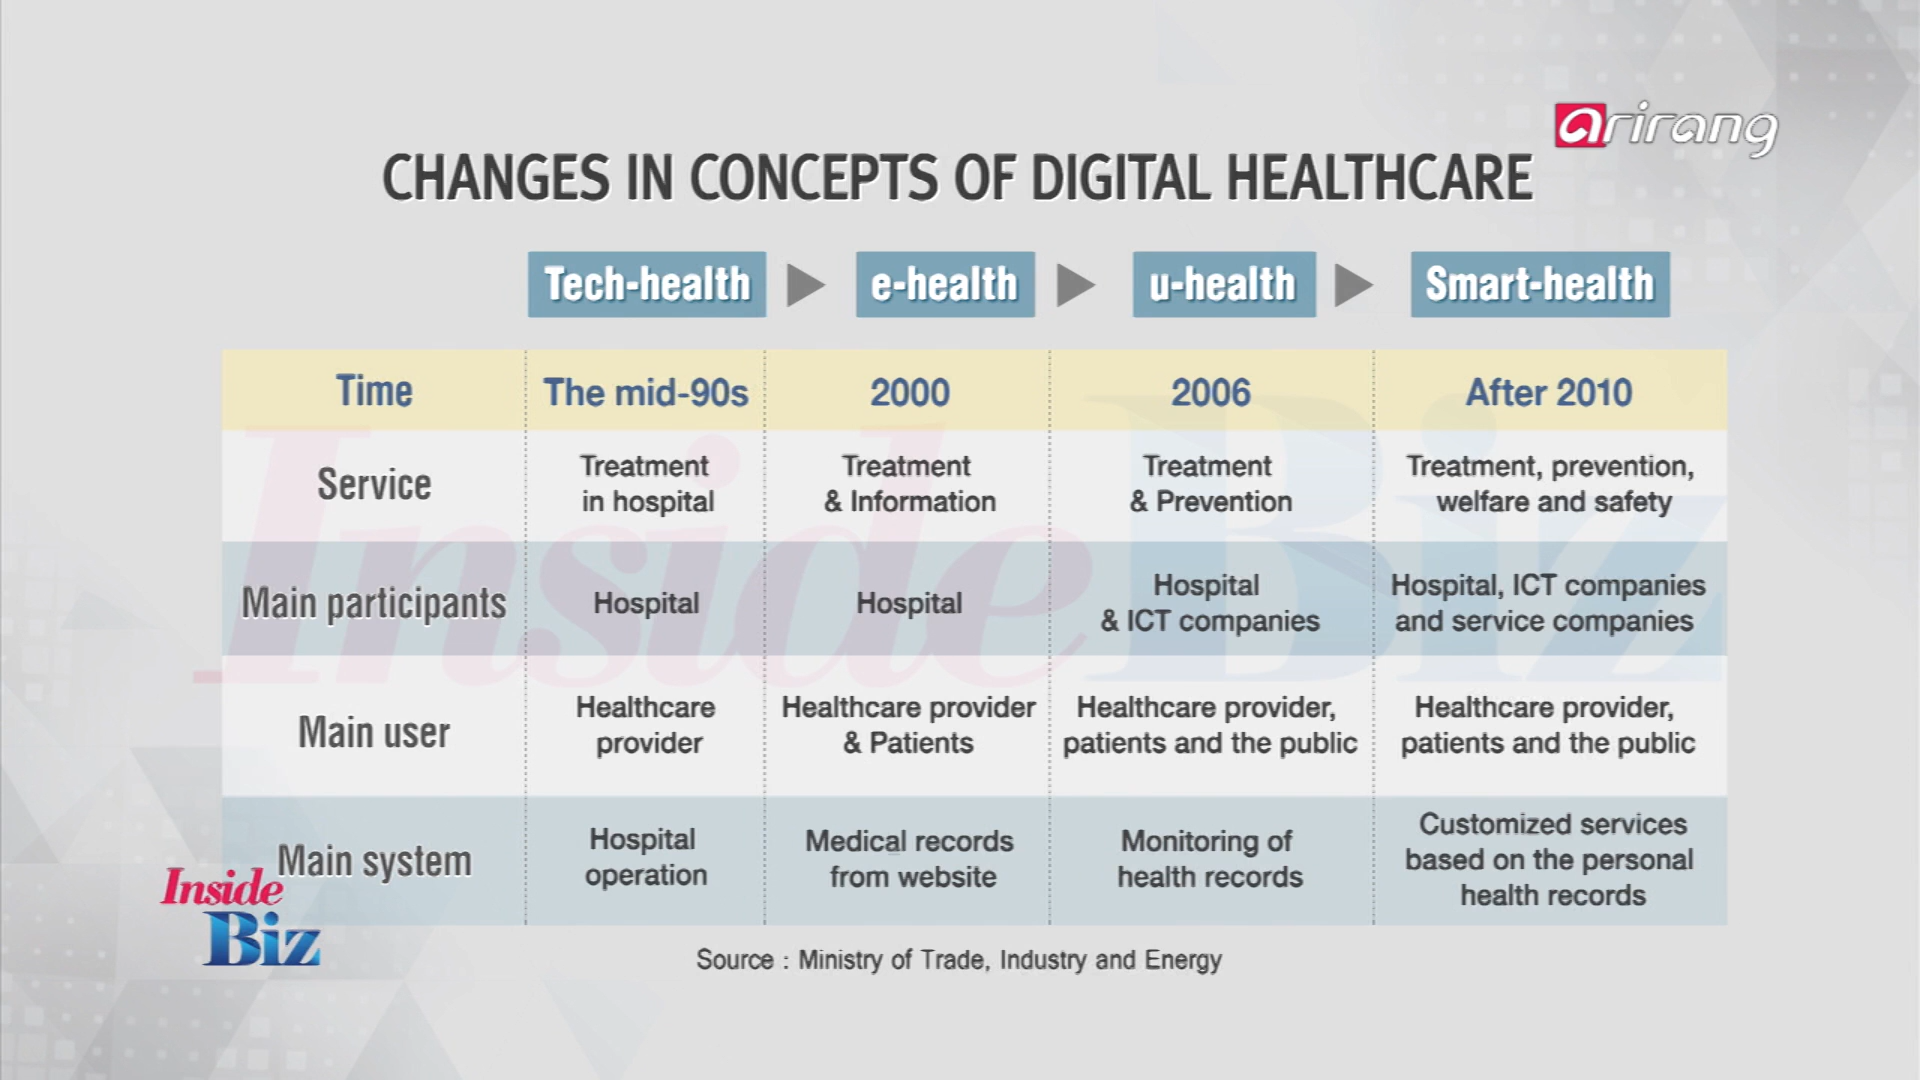 arirang
CHANGES IN CONCEPTS OF DIGITAL HEALTHCARE
Tech-health e-health u-health Smart-health
Time The mid-90s 2000 2006 After 2010
Service
Treatment
in hospital
Treatment
& Information
Treatment
& Prevention
Treatment, prevention,
welfare and safety
Main participants
Hospital
Hospital
Hospital
& ICT companies
Hospital, ICT companies
and service companies
Main user
Healthcare
provider
Healthcare provider
& Patients
Healthcare provider,
patients and the public
Healthcare provider,
patients and the public
Main system
Hospital
operation
Medical records
from website
Monitoring of
health records
Customized services
based on the personal
health records
Inside
Biz
Inside Biz
Source : Ministry of Trade, Industry and Energy